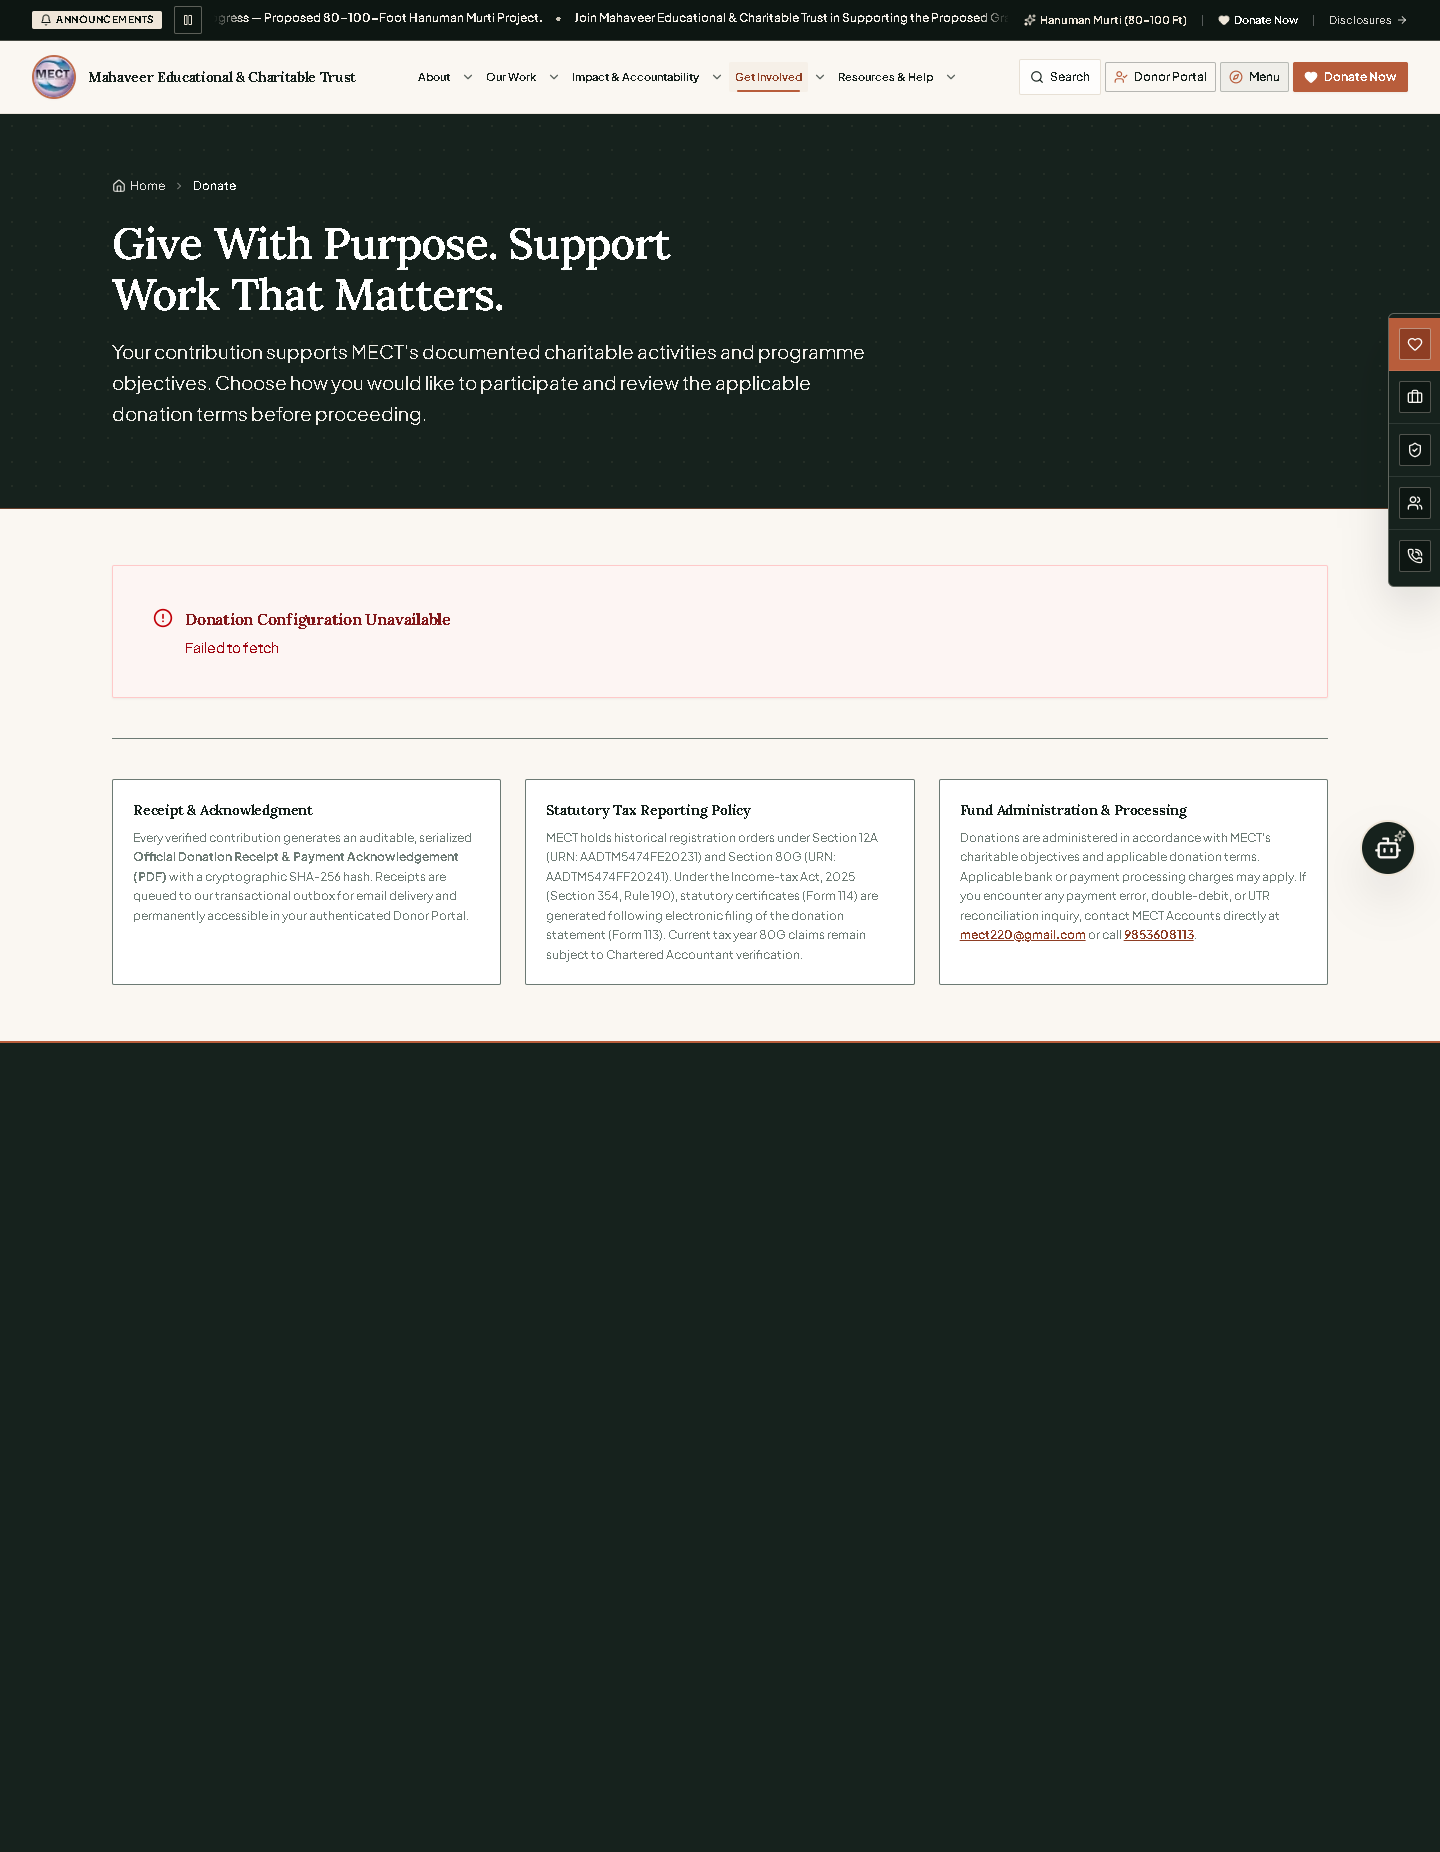 ANNOUNCEMENTS
gress — Proposed 80–100-Foot Hanuman Murti Project. • Join Mahaveer Educational & Charitable Trust in Supporting the Proposed
Hanuman Murti (80–100 Ft)
Donate Now
Disclosures →
MECT
Mahaveer Educational & Charitable Trust
About
Our Work
Impact & Accountability
Get Involved
Resources & Help
Search
Donor Portal
Menu
Donate Now
Home > Donate
Give With Purpose. Support
Work That Matters.
Your contribution supports MECT's documented charitable activities and programme
objectives. Choose how you would like to participate and review the applicable
donation terms before proceeding.
Donation Configuration Unavailable
Failed to fetch
Receipt & Acknowledgment
Every verified contribution generates an auditable, serialized
Official Donation Receipt & Payment Acknowledgement
(PDF) with a cryptographic SHA-256 hash. Receipts are
queued to our transactional outbox for email delivery and
permanently accessible in your authenticated Donor Portal.
Statutory Tax Reporting Policy
MECT holds historical registration orders under Section 12A
(URN: AADTM5474FE20231) and Section 80G (URN:
AADTM5474FF20241). Under the Income-tax Act, 2025
(Section 354, Rule 190), statutory certificates (Form 114) are
generated following electronic filing of the donation
statement (Form 113). Current tax year 80G claims remain
subject to Chartered Accountant verification.
Fund Administration & Processing
Donations are administered in accordance with MECT's
charitable objectives and applicable donation terms.
Applicable bank or payment processing charges may apply. If
you encounter any payment error, double-debit, or UTR
reconciliation inquiry, contact MECT Accounts directly at
mect220@gmail.com or call 9853608113.